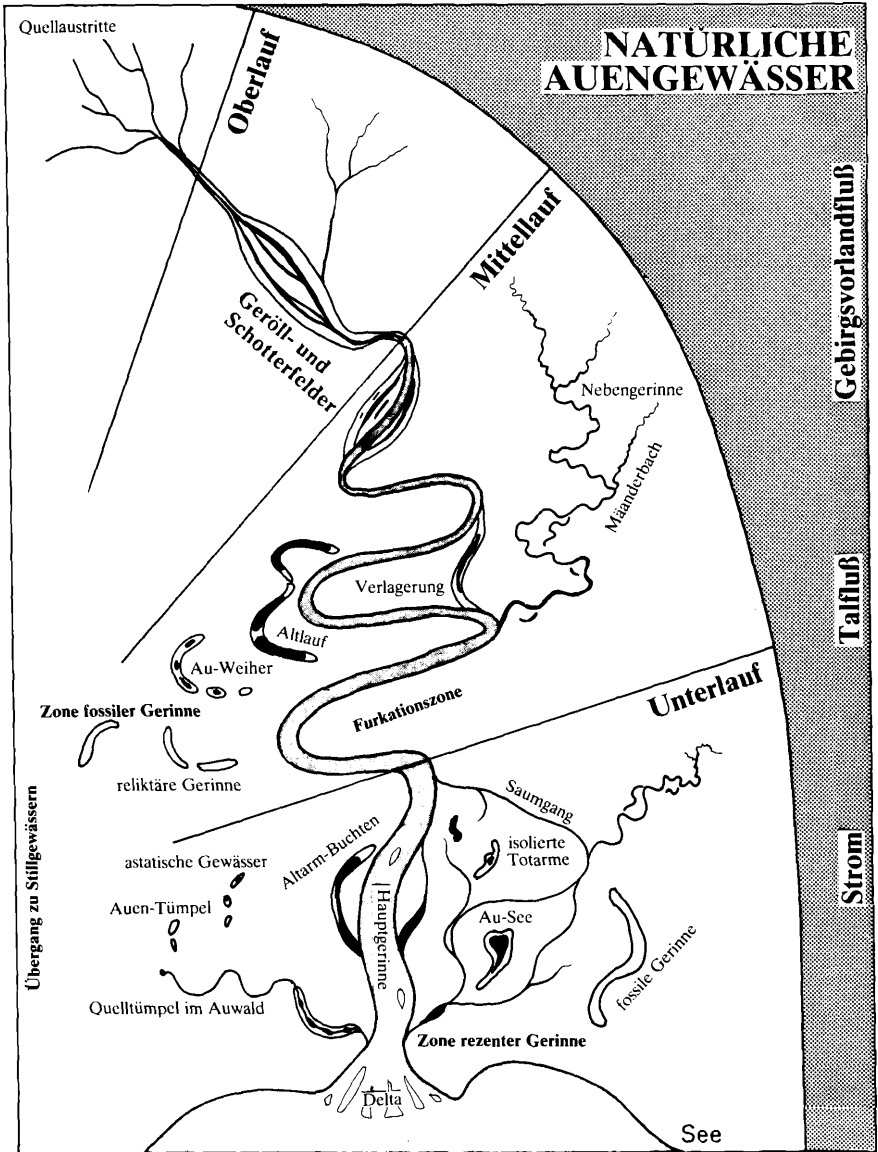 Quellaustritte
NATÜRLICHE
AUENGEWÄSSER
Oberlauf
Mittellauf
Gebirgsvorlandfluß
Geröll- und
Schotterfelder
Nebengerinne
Mäanderbach
Talfluß
Verlagerung
Altlauf
Au-Weiher
Unterlauf
Zone fossiler Gerinne
Furkationszone
reliktäre Gerinne
Übergang zu Stillgewässern
Saumgang
astatische Gewässer
Altarm-Buchten
isolierte
Totarme
Strom
Auen-Tümpel
Hauptgerinne
Au-See
fossile Gerinne
Quelltümpel im Auwald
Zone rezenter Gerinne
Delta
See